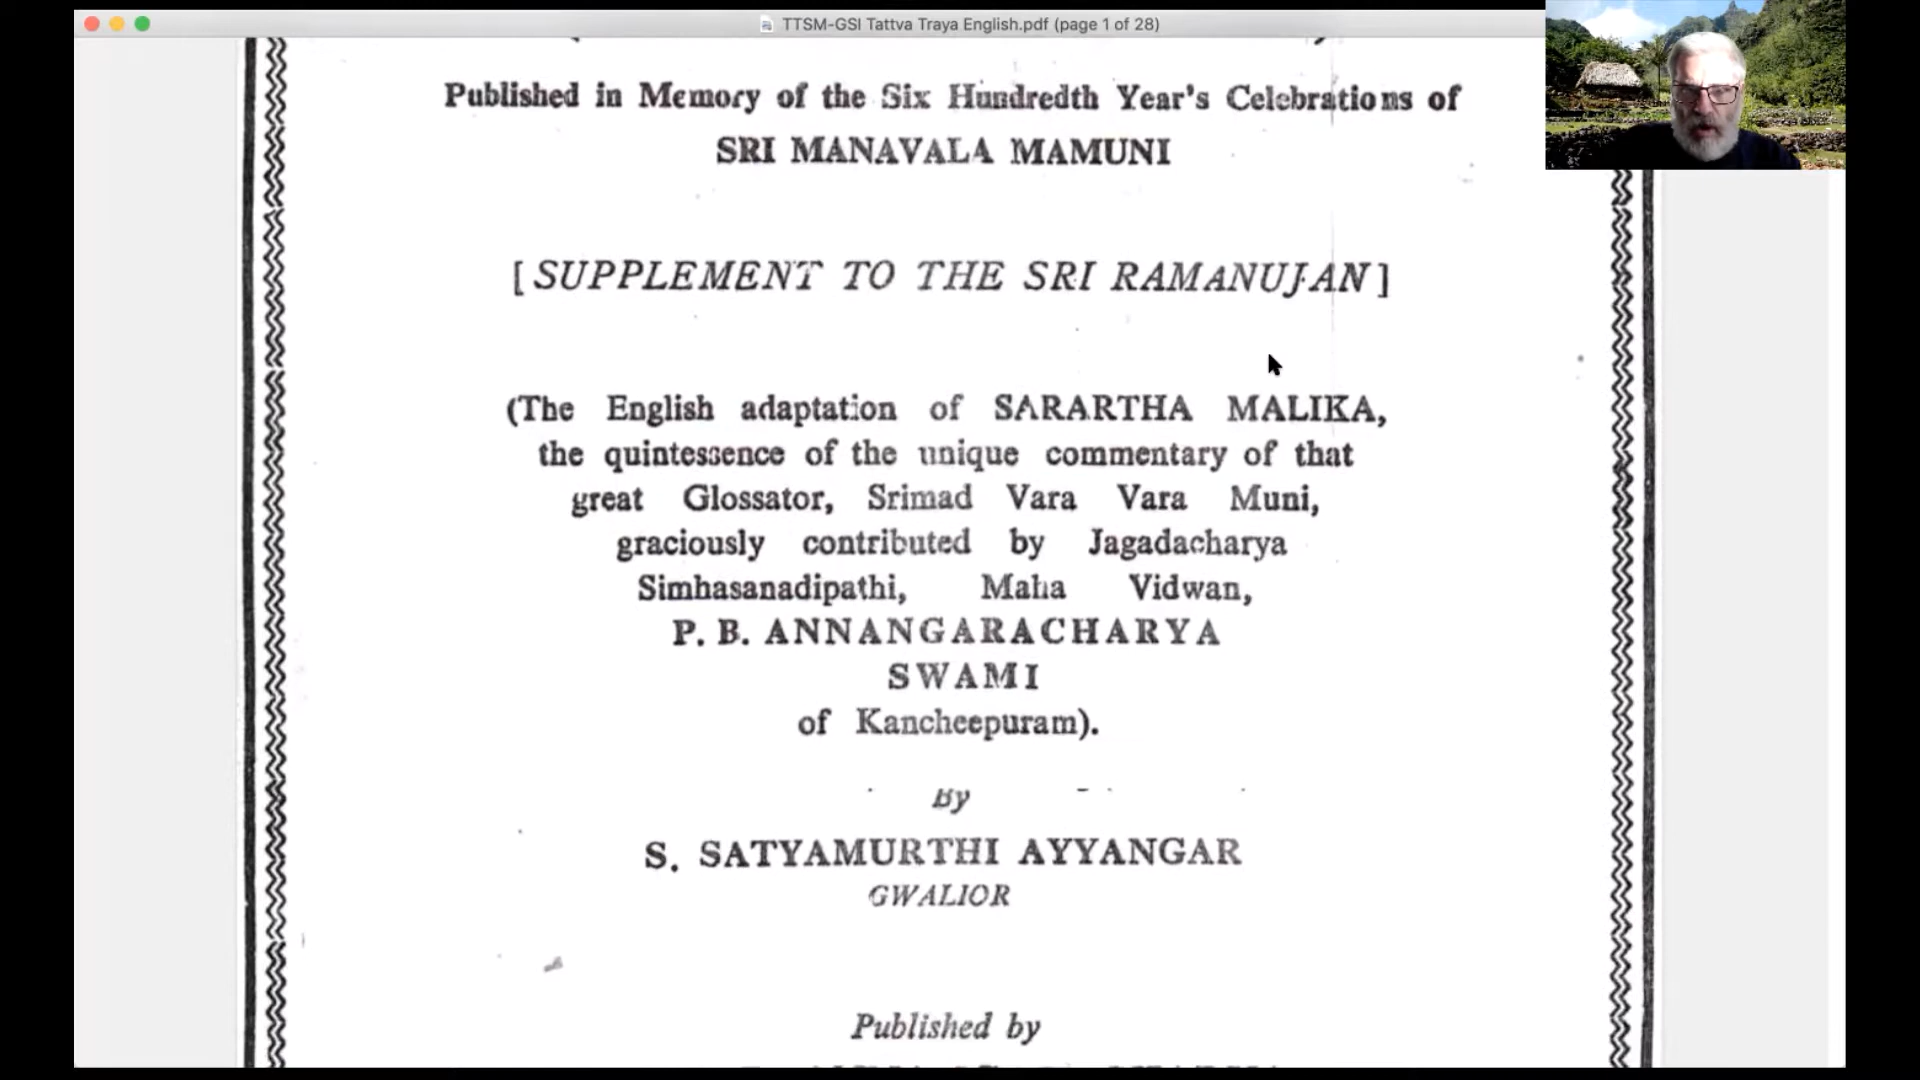 TTSM-GSI Tattva Traya English.pdf (page 1 of 28)
Published in Memory of the Six Hundredth Year's Celebrations of
SRI MANAVALA MAMUNI
[SUPPLEMENT TO THE SRI RAMANUJAN]
(The English adaptation of SARARTHA MALIKA,
the quintessence of the unique commentary of that
great Glossator, Srimad Vara Vara Muni,
graciously contributed by Jagadacharya
Simhasanadipathi, Maha Vidwan,
P. B. ANNANGARACHARYA
SWAMI
of Kancheepuram).
By
S. SATYAMURTHI AYYANGAR
GWALIOR
Published by